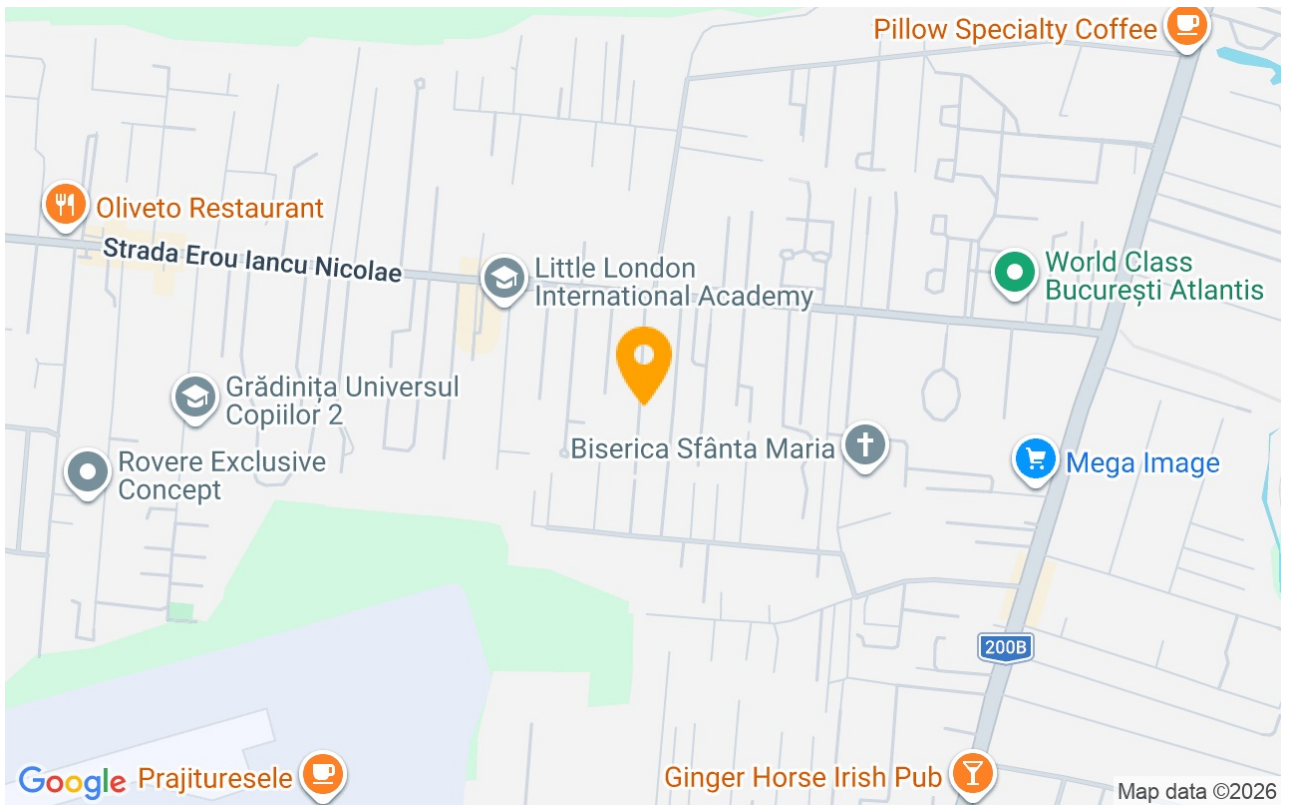 Pillow Specialty Coffee
Oliveto Restaurant
Strada Erou Iancu Nicolae
Little London
International Academy
World Class
București Atlantis
Grădinița Universul
Copiilor 2
Biserica Sfânta Maria
Rovere Exclusive
Concept
Mega Image
200B
Google
Prajituresele
Ginger Horse Irish Pub
Map data ©2026